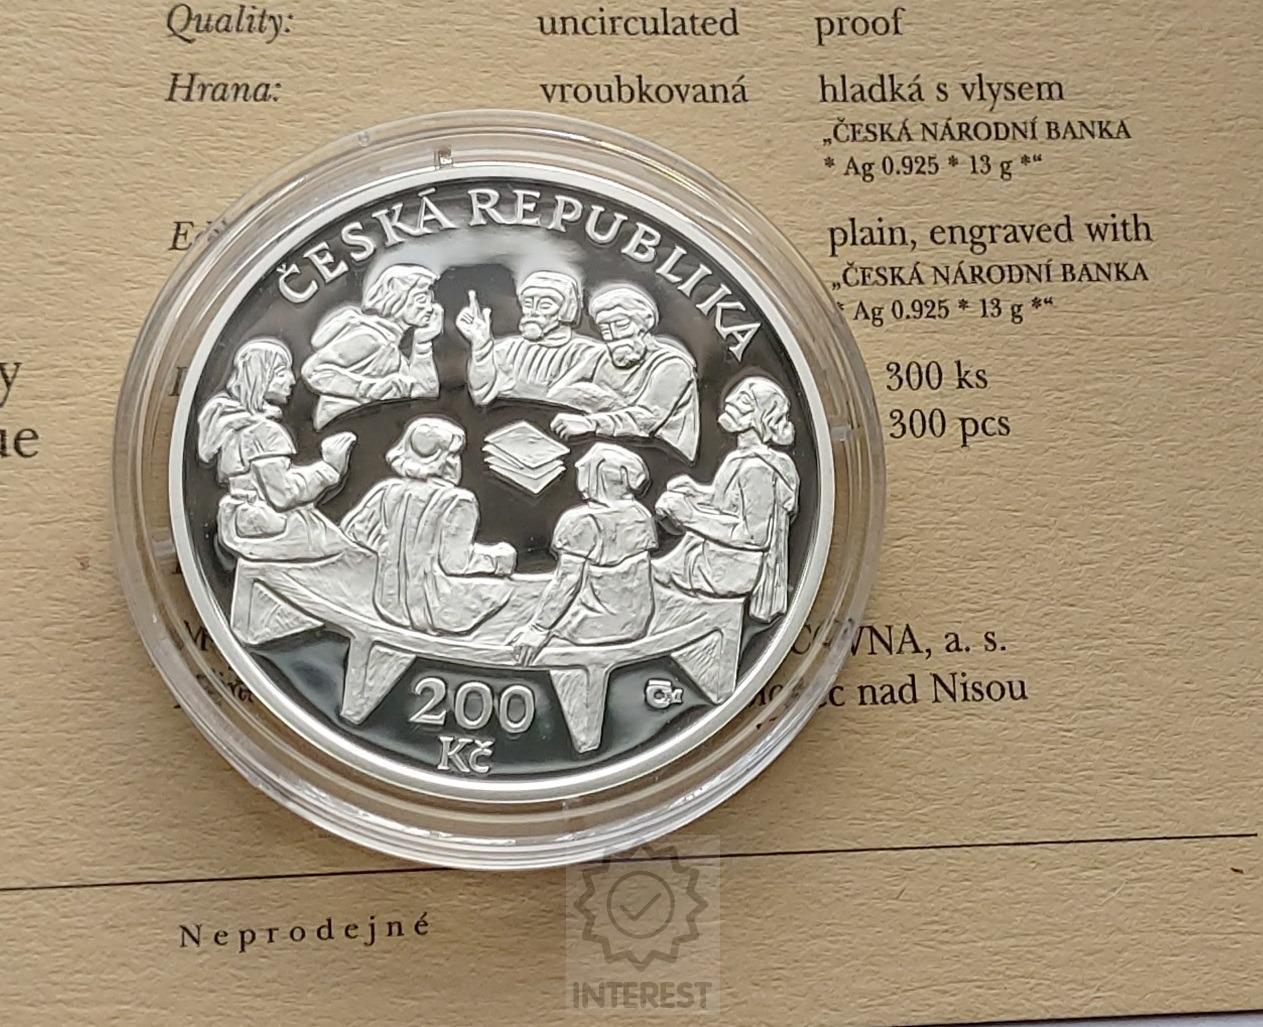 Quality: uncirculated proof
Hrana: vroubkovaná hladká s vlysem
„ČESKÁ NÁRODNÍ BANKA
* Ag 0.925 * 13 g *“
plain, engraved with
„ČESKÁ NÁRODNÍ BANKA
* Ag 0.925 * 13 g *“
300 ks
300 pcs
VNA, a. s.
nad Nisou
ČESKÁ REPUBLIKA
200
Kč
Neprodejné
INTEREST